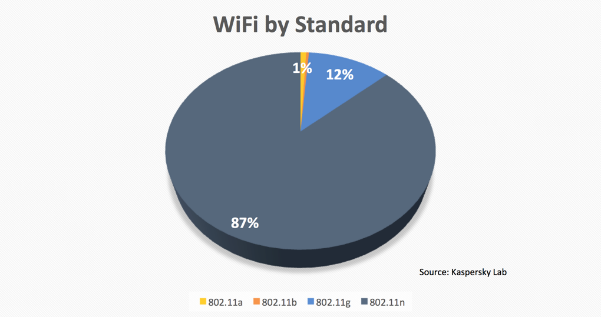 WiFi by Standard
1%
12%
87%
Source: Kaspersky Lab
802.11a 802.11b 802.11g 802.11n